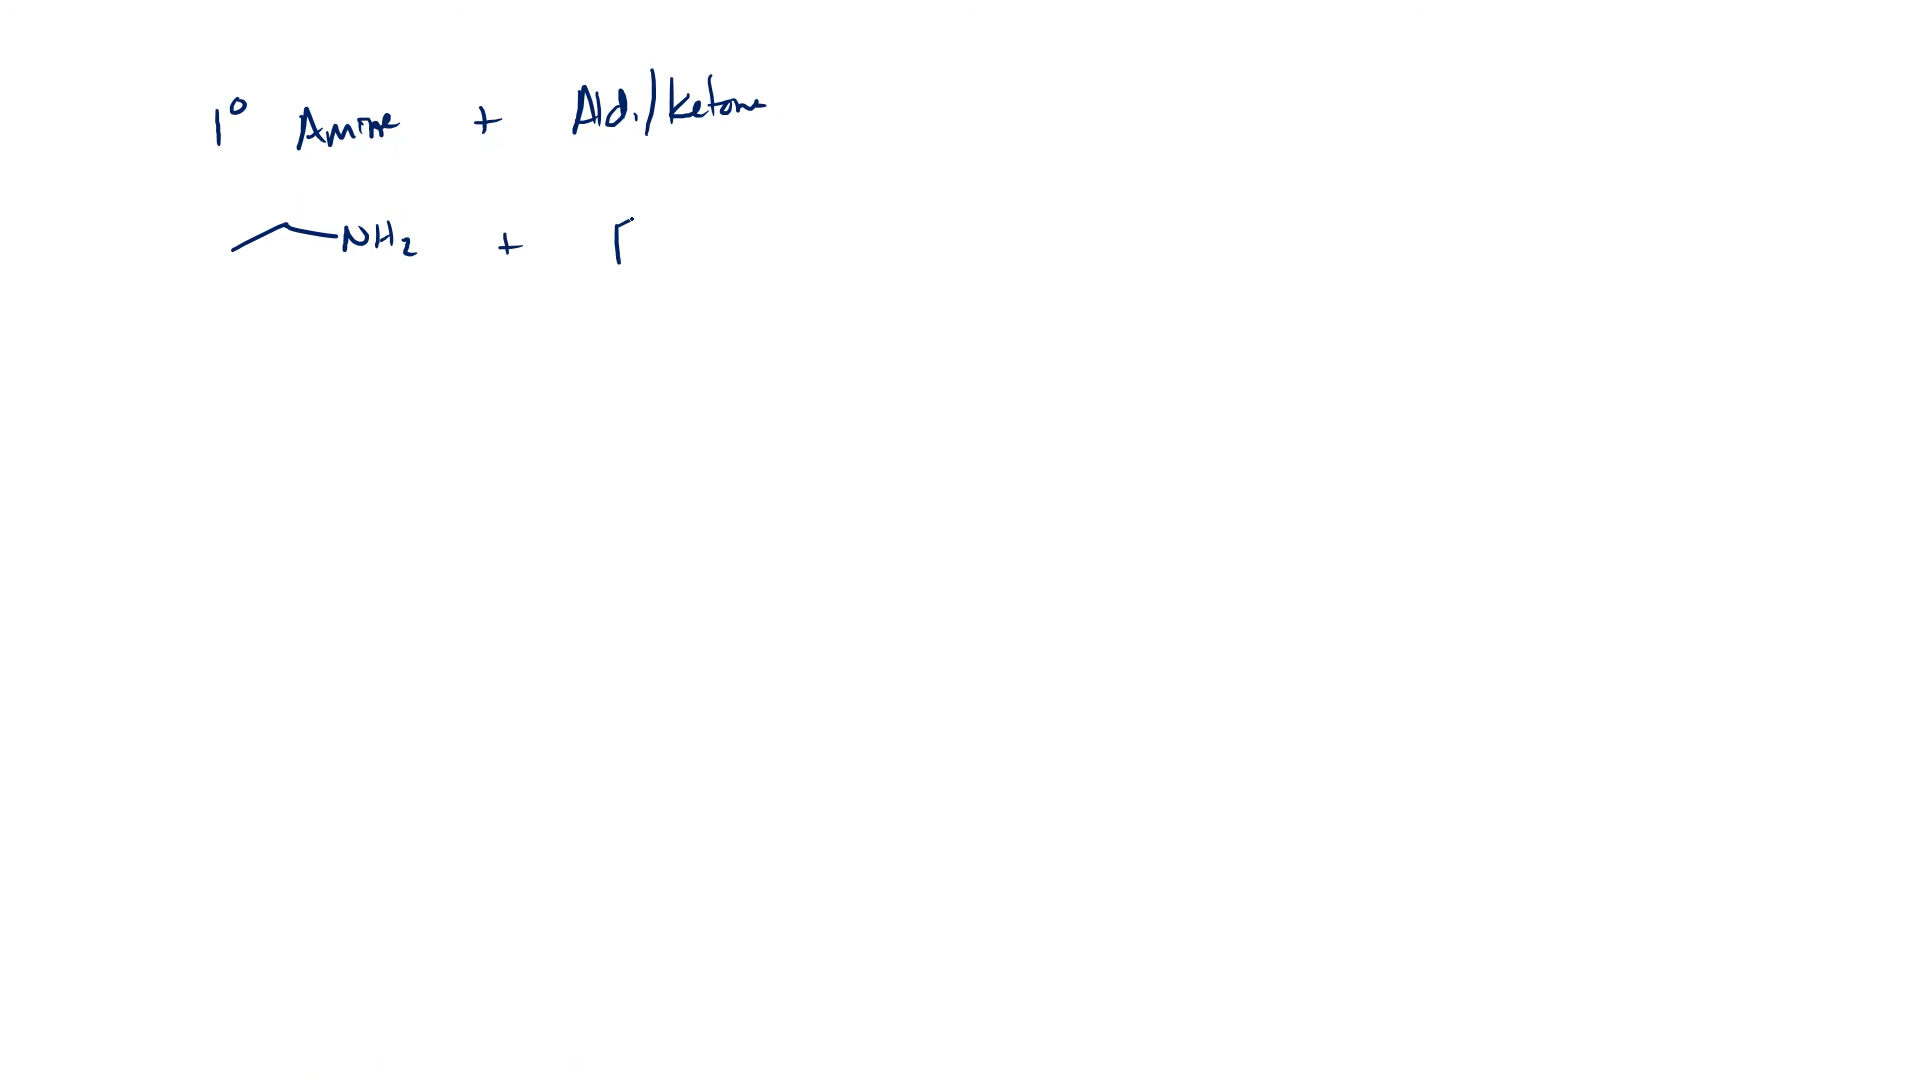 1° Amine + Ald./Ketone
NH2 +